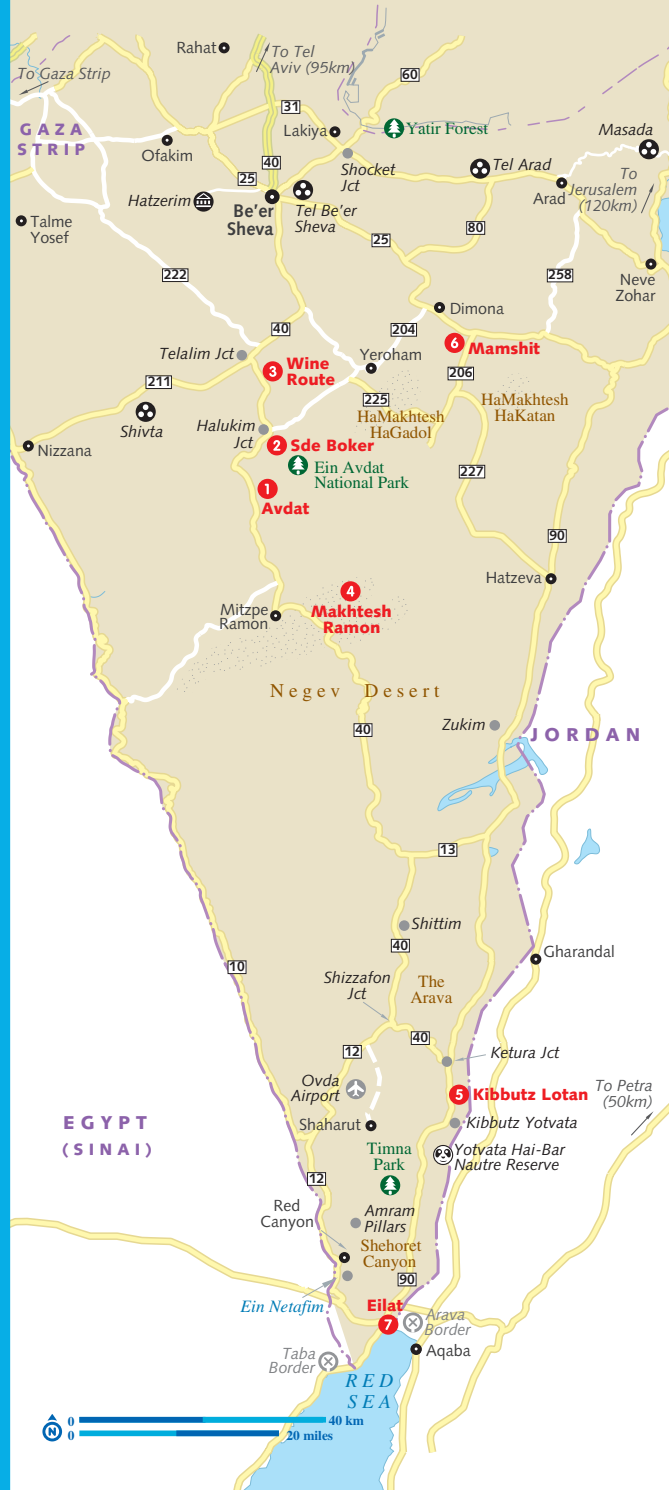 Rahat
To Tel
Aviv (95km)
To Gaza Strip
60
GAZA
STRIP
31
Lakiya
Yatir Forest
Masada
Ofakim
40
Shocket
Jct
Tel Arad
To
Jerusalem
(120km)
25
Hatzerim
Be'er
Sheva
Tel Be'er
Sheva
Arad
Talme
Yosef
25
80
222
258
Neve
Zohar
Dimona
40
204
Telalim Jct
3 Wine
Route
Yeroham
6 Mamshit
211
206
225
HaMakhtesh
HaGadol
HaMakhtesh
HaKatan
Shivta
Halukim
Jct
Nizzana
2 Sde Boker
Ein Avdat
National Park
227
1
Avdat
90
Hatzeva
4
Makhtesh
Ramon
Mitzpe
Ramon
Negev Desert
40
Zukim
JORDAN
13
Shittim
40
Gharandal
10
Shizzafon
Jct
The
Arava
40
12
Ketura Jct
Ovda
Airport
5 Kibbutz Lotan
To Petra
(50km)
EGYPT
(SINAI)
Shaharut
Kibbutz Yotvata
Timna
Park
Yotvata Hai-Bar
Nautre Reserve
12
Red
Canyon
Amram
Pillars
Shehoret
Canyon
90
Ein Netafim
Eilat
7
Arava
Border
Taba
Border
Aqaba
RED
SEA
N
0 40 km
0 20 miles